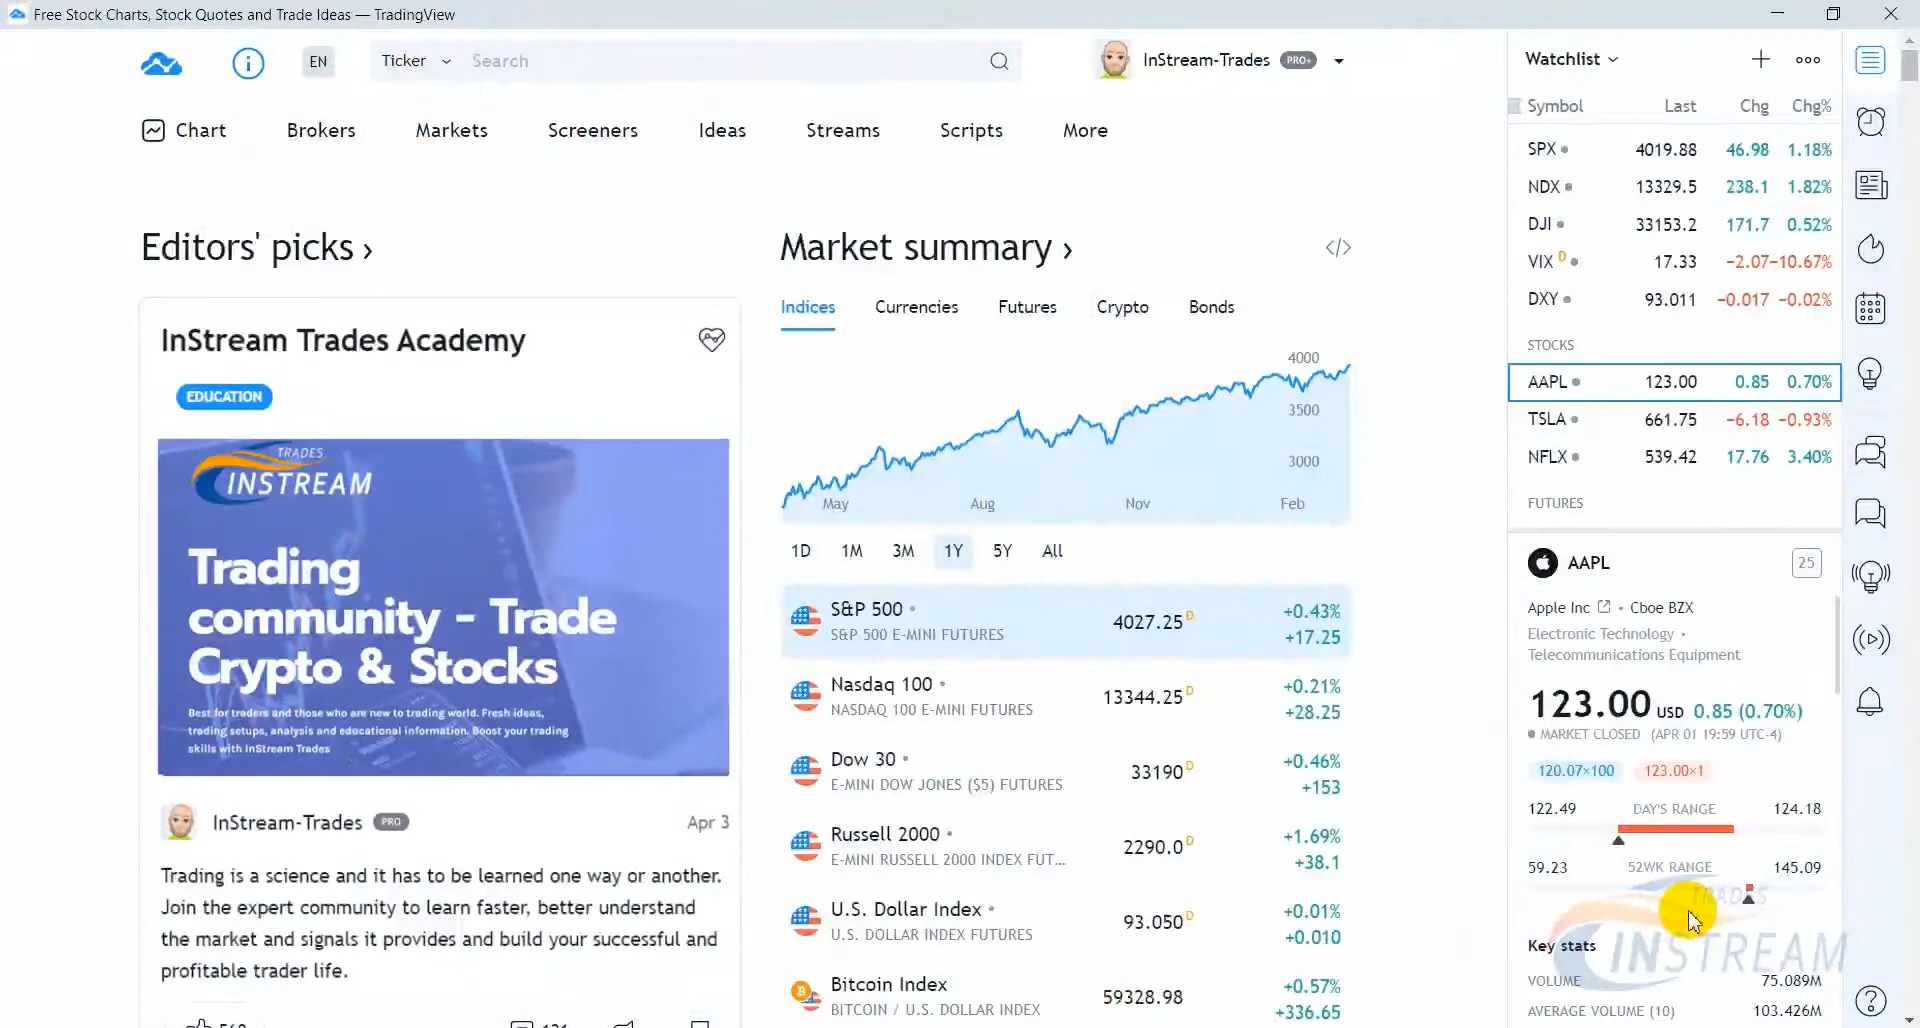 Free Stock Charts, Stock Quotes and Trade Ideas — TradingView
EN
Ticker
Search
InStream-Trades PRO+
Chart
Brokers
Markets
Screeners
Ideas
Streams
Scripts
More
Editors' picks ›
InStream Trades Academy
EDUCATION
TRADES
INSTREAM
Trading
community - Trade
Crypto & Stocks
Best for traders and those who are new to trading world. Fresh ideas,
trading setups, analysis and educational information. Boost your trading
skills with InStream Trades
InStream-Trades PRO
Apr 3
Trading is a science and it has to be learned one way or another.
Join the expert community to learn faster, better understand
the market and signals it provides and build your successful and
profitable trader life.
Market summary ›
</>
Indices
Currencies
Futures
Crypto
Bonds
4000
3500
3000
May Aug Nov Feb
1D 1M 3M 1Y 5Y All
S&P 500
S&P 500 E-MINI FUTURES
4027.25 D
+0.43%
+17.25
Nasdaq 100
NASDAQ 100 E-MINI FUTURES
13344.25 D
+0.21%
+28.25
Dow 30
E-MINI DOW JONES ($5) FUTURES
33190 D
+0.46%
+153
Russell 2000
E-MINI RUSSELL 2000 INDEX FUT...
2290.0 D
+1.69%
+38.1
U.S. Dollar Index
U.S. DOLLAR INDEX FUTURES
93.050 D
+0.01%
+0.010
Bitcoin Index
BITCOIN / U.S. DOLLAR INDEX
59328.98
+0.57%
+336.65
Watchlist
Symbol Last Chg Chg%
SPX 4019.88 46.98 1.18%
NDX 13329.5 238.1 1.82%
DJI 33153.2 171.7 0.52%
VIX D 17.33 −2.07 −10.67%
DXY 93.011 −0.017 −0.02%
STOCKS
AAPL 123.00 0.85 0.70%
TSLA 661.75 −6.18 −0.93%
NFLX 539.42 17.76 3.40%
FUTURES
AAPL
25
Apple Inc • Cboe BZX
Electronic Technology •
Telecommunications Equipment
123.00 USD 0.85 (0.70%)
MARKET CLOSED (APR 01 19:59 UTC-4)
120.07×100 123.00×1
122.49 DAY'S RANGE 124.18
59.23 52WK RANGE 145.09
TRADES
INSTREAM
Key stats
VOLUME 75.089M
AVERAGE VOLUME (10) 103.426M